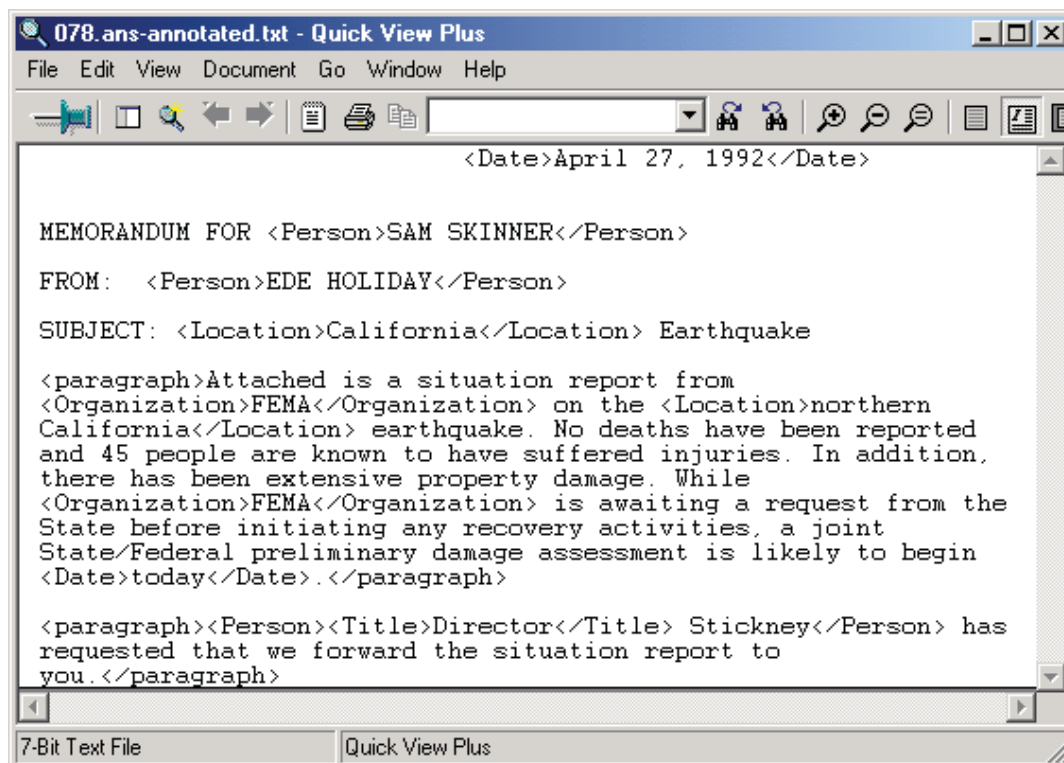 078.ans-annotated.txt - Quick View Plus
File Edit View Document Go Window Help
<Date>April 27, 1992</Date>
MEMORANDUM FOR <Person>SAM SKINNER</Person>
FROM: <Person>EDE HOLIDAY</Person>
SUBJECT: <Location>California</Location> Earthquake
<paragraph>Attached is a situation report from
<Organization>FEMA</Organization> on the <Location>northern
California</Location> earthquake. No deaths have been reported
and 45 people are known to have suffered injuries. In addition,
there has been extensive property damage. While
<Organization>FEMA</Organization> is awaiting a request from the
State before initiating any recovery activities, a joint
State/Federal preliminary damage assessment is likely to begin
<Date>today</Date>.</paragraph>
<paragraph><Person><Title>Director</Title> Stickney</Person> has
requested that we forward the situation report to
you.</paragraph>
7-Bit Text File Quick View Plus